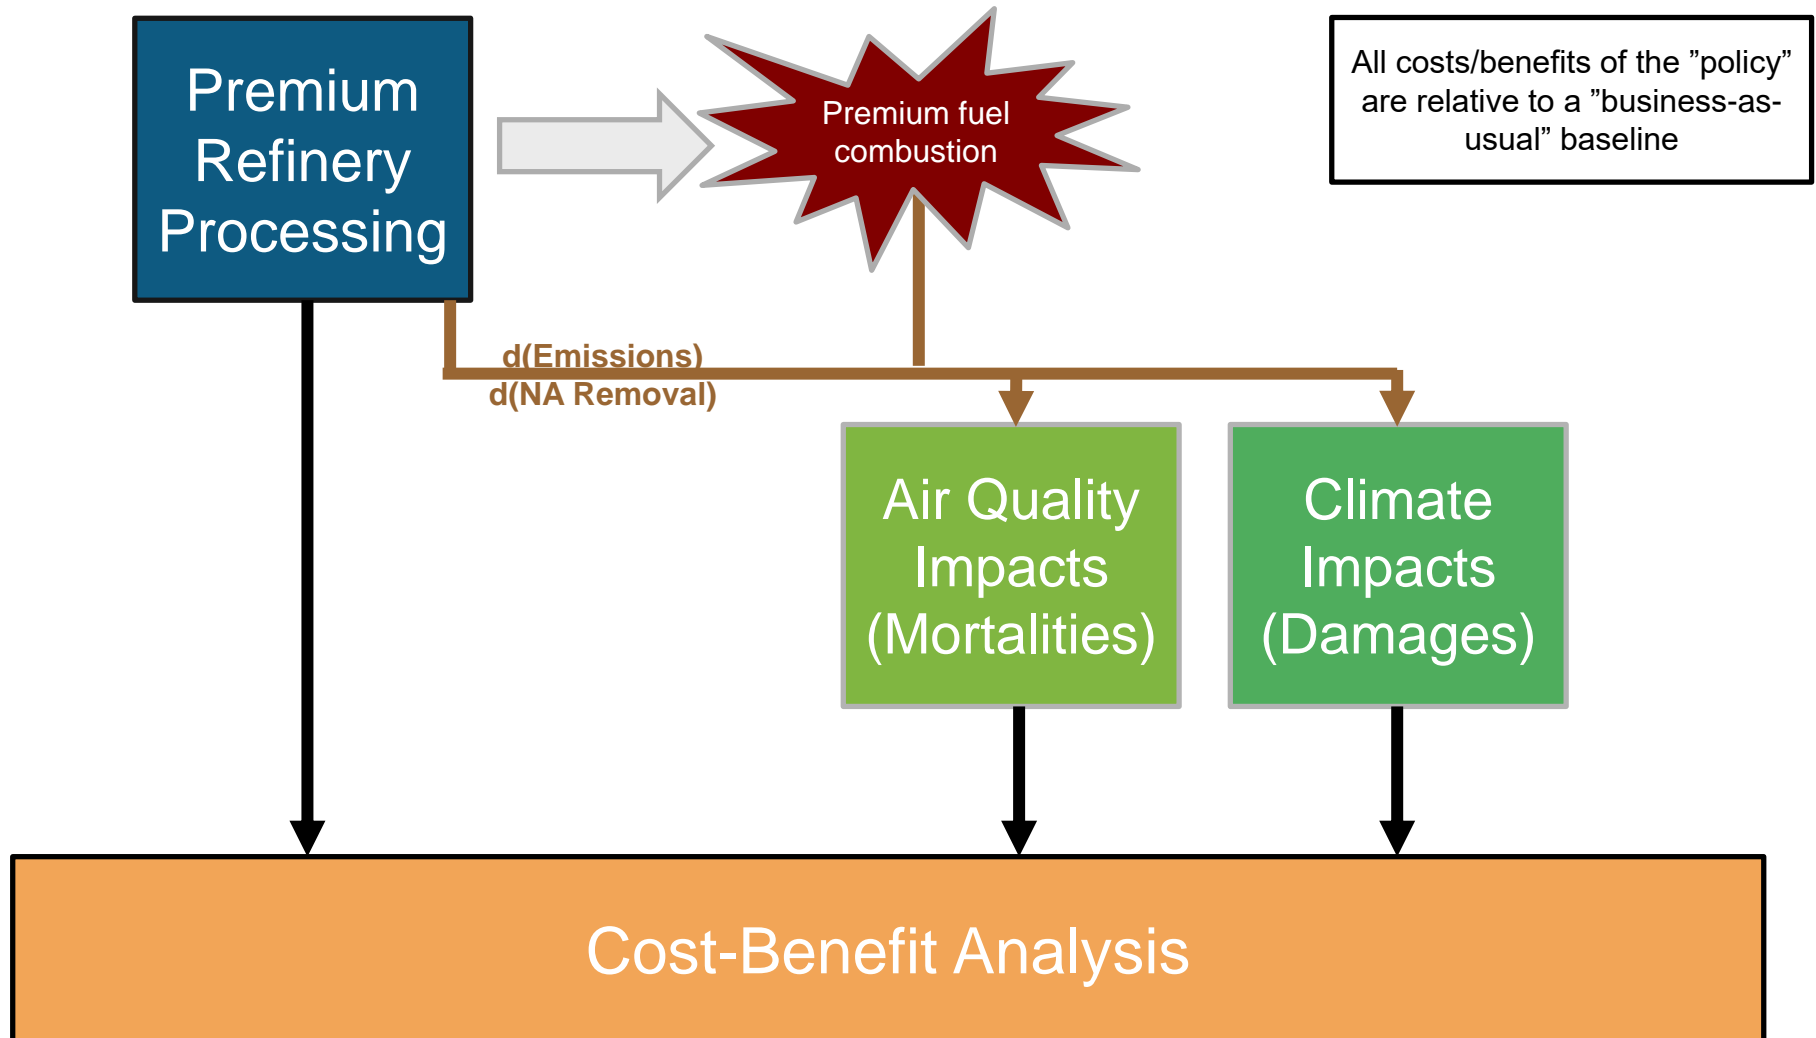 Premium
Refinery
Processing
Premium fuel
combustion
All costs/benefits of the ”policy”
are relative to a ”business-as-
usual” baseline
d(Emissions)
d(NA Removal)
Air Quality
Impacts
(Mortalities)
Climate
Impacts
(Damages)
Cost-Benefit Analysis